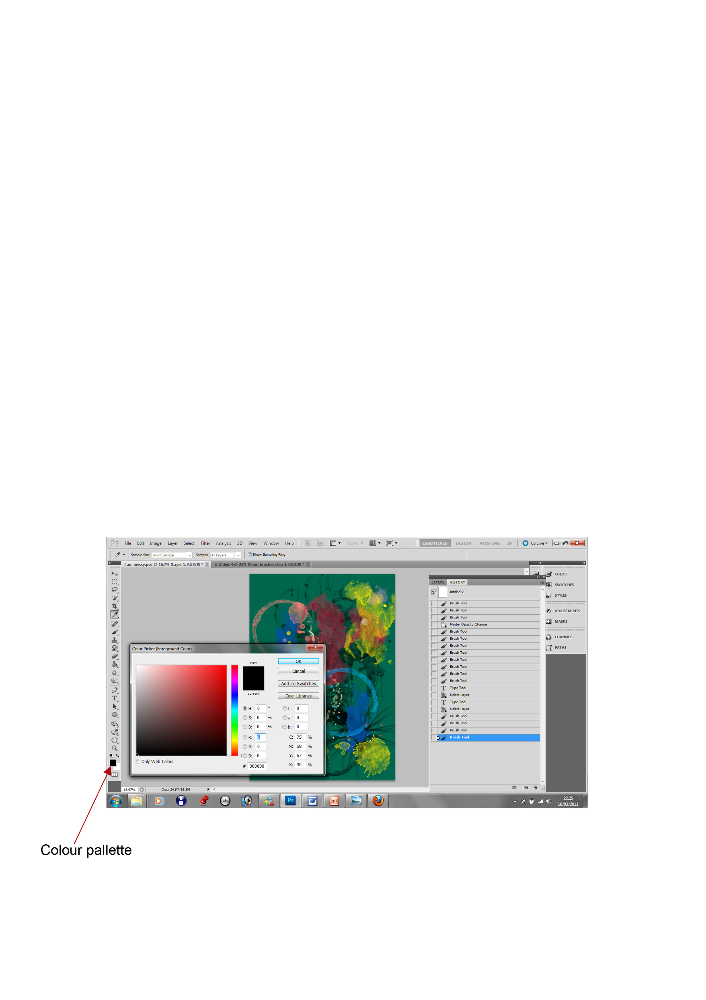 Ps File Edit Image Layer Select Filter Analysis 3D View Window Help Br Mb 100% ESSENTIALS DESIGN PAINTING CS Live
Sample Size: Point Sample Sample: All Layers Show Sampling Ring
I am messy.psd @ 16.7% (Layer 1, RGB/8) * Untitled-4 @ 25% (Paint brushes step 3, RGB/8) *
COLOR
SWATCHES
STYLES
ADJUSTMENTS
MASKS
CHANNELS
PATHS
LAYERS HISTORY
Untitled-2
Brush Tool
Brush Tool
Brush Tool
Master Opacity Change
Brush Tool
Brush Tool
Brush Tool
Brush Tool
Brush Tool
Brush Tool
Brush Tool
Brush Tool
Type Tool
Delete Layer
Type Tool
Delete Layer
Brush Tool
Brush Tool
Brush Tool
Brush Tool
Color Picker (Foreground Color)
new
current
OK
Cancel
Add To Swatches
Color Libraries
H: 0 ° L: 0
S: 0 % a: 0
B: 0 % b: 0
R: 0 C: 75 %
G: 0 M: 68 %
B: 0 Y: 67 %
# 000000 K: 90 %
Only Web Colors
16.67% Doc: 24.9M/61.2M
Ps W
22:25
16/03/2011
Colour pallette